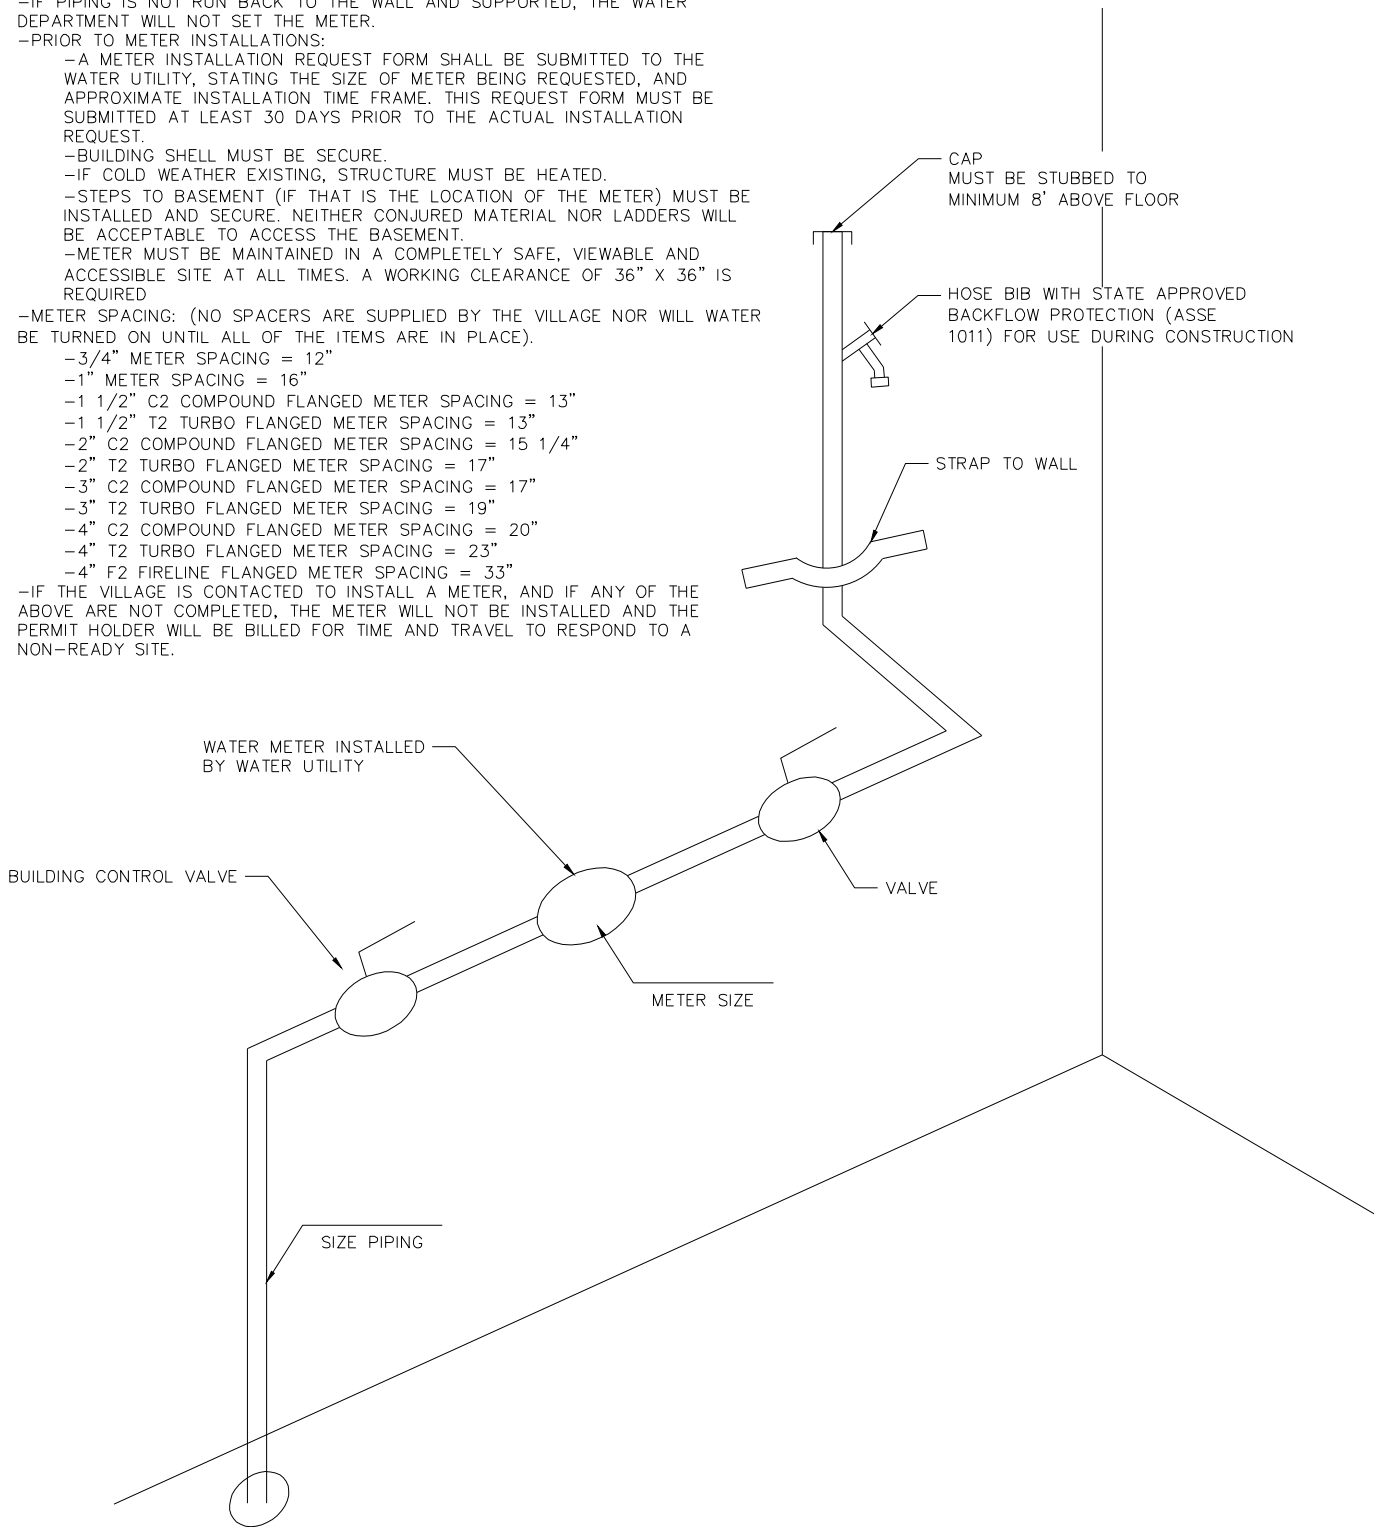 -IF PIPING IS NOT RUN BACK TO THE WALL AND SUPPORTED, THE WATER
DEPARTMENT WILL NOT SET THE METER.
-PRIOR TO METER INSTALLATIONS:
-A METER INSTALLATION REQUEST FORM SHALL BE SUBMITTED TO THE
WATER UTILITY, STATING THE SIZE OF METER BEING REQUESTED, AND
APPROXIMATE INSTALLATION TIME FRAME. THIS REQUEST FORM MUST BE
SUBMITTED AT LEAST 30 DAYS PRIOR TO THE ACTUAL INSTALLATION
REQUEST.
-BUILDING SHELL MUST BE SECURE.
-IF COLD WEATHER EXISTING, STRUCTURE MUST BE HEATED.
-STEPS TO BASEMENT (IF THAT IS THE LOCATION OF THE METER) MUST BE
INSTALLED AND SECURE. NEITHER CONJURED MATERIAL NOR LADDERS WILL
BE ACCEPTABLE TO ACCESS THE BASEMENT.
-METER MUST BE MAINTAINED IN A COMPLETELY SAFE, VIEWABLE AND
ACCESSIBLE SITE AT ALL TIMES. A WORKING CLEARANCE OF 36" X 36" IS
REQUIRED
-METER SPACING: (NO SPACERS ARE SUPPLIED BY THE VILLAGE NOR WILL WATER
BE TURNED ON UNTIL ALL OF THE ITEMS ARE IN PLACE).
-3/4" METER SPACING = 12"
-1" METER SPACING = 16"
-1 1/2" C2 COMPOUND FLANGED METER SPACING = 13"
-1 1/2" T2 TURBO FLANGED METER SPACING = 13"
-2" C2 COMPOUND FLANGED METER SPACING = 15 1/4"
-2" T2 TURBO FLANGED METER SPACING = 17"
-3" C2 COMPOUND FLANGED METER SPACING = 17"
-3" T2 TURBO FLANGED METER SPACING = 19"
-4" C2 COMPOUND FLANGED METER SPACING = 20"
-4" T2 TURBO FLANGED METER SPACING = 23"
-4" F2 FIRELINE FLANGED METER SPACING = 33"
-IF THE VILLAGE IS CONTACTED TO INSTALL A METER, AND IF ANY OF THE
ABOVE ARE NOT COMPLETED, THE METER WILL NOT BE INSTALLED AND THE
PERMIT HOLDER WILL BE BILLED FOR TIME AND TRAVEL TO RESPOND TO A
NON-READY SITE.
CAP
MUST BE STUBBED TO
MINIMUM 8' ABOVE FLOOR
HOSE BIB WITH STATE APPROVED
BACKFLOW PROTECTION (ASSE
1011) FOR USE DURING CONSTRUCTION
STRAP TO WALL
WATER METER INSTALLED
BY WATER UTILITY
BUILDING CONTROL VALVE
VALVE
METER SIZE
SIZE PIPING